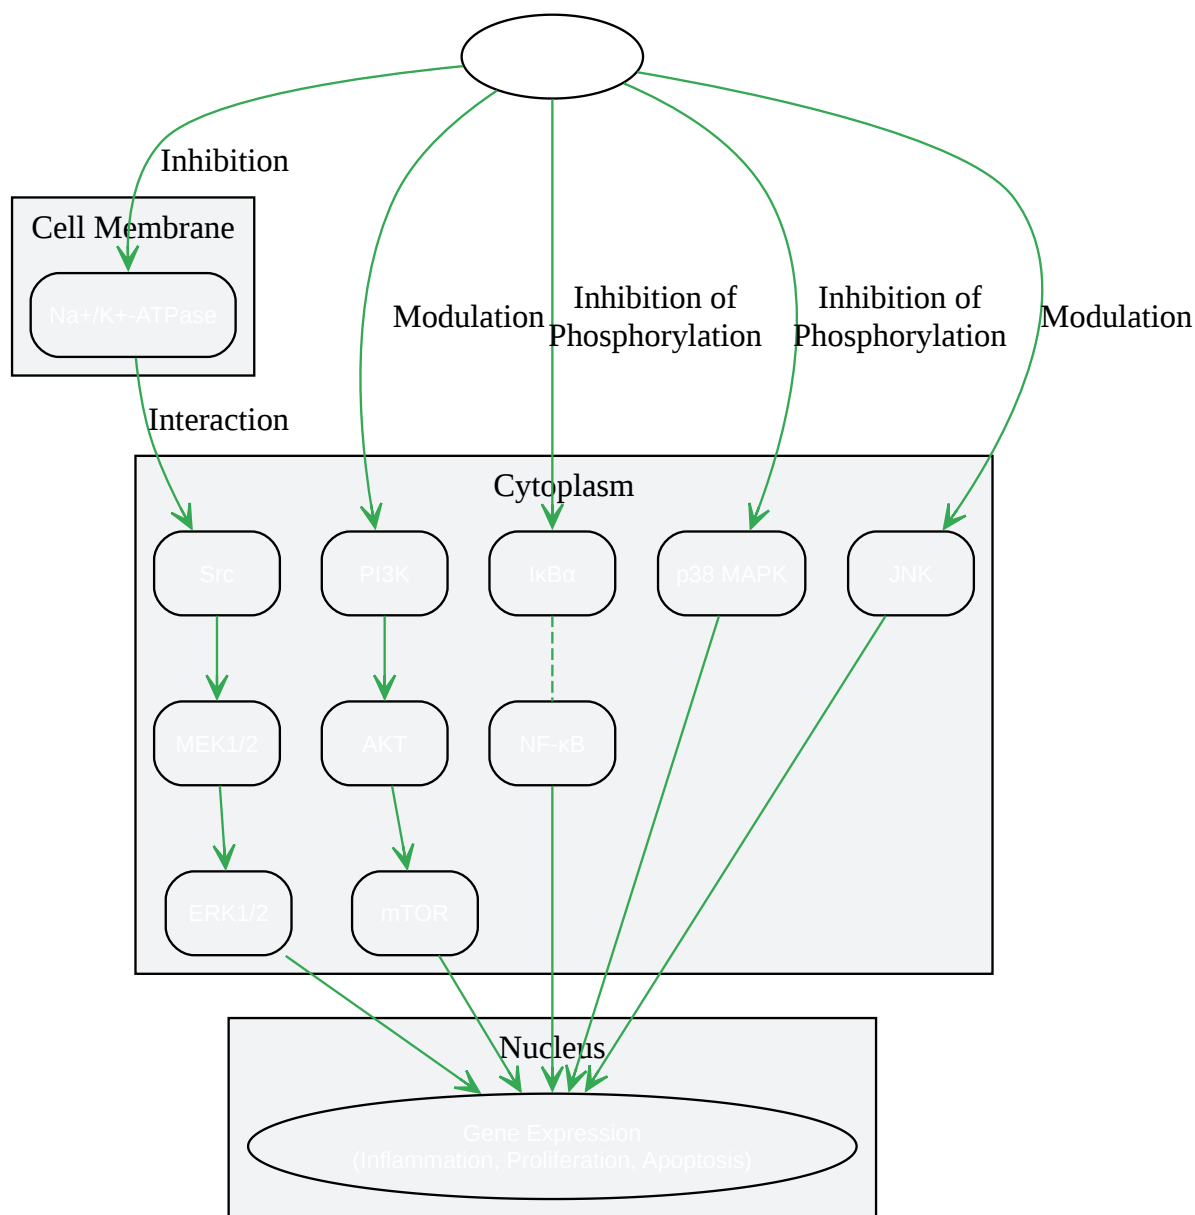 Inhibition
Cell Membrane
Na+/K+-ATPase
Modulation
Inhibition of
Phosphorylation
Inhibition of
Phosphorylation
Modulation
Interaction
Cytoplasm
Src
PI3K
IκBα
p38 MAPK
JNK
MEK1/2
AKT
NF-κB
ERK1/2
mTOR
Nucleus
Gene Expression
(Inflammation, Proliferation, Apoptosis)